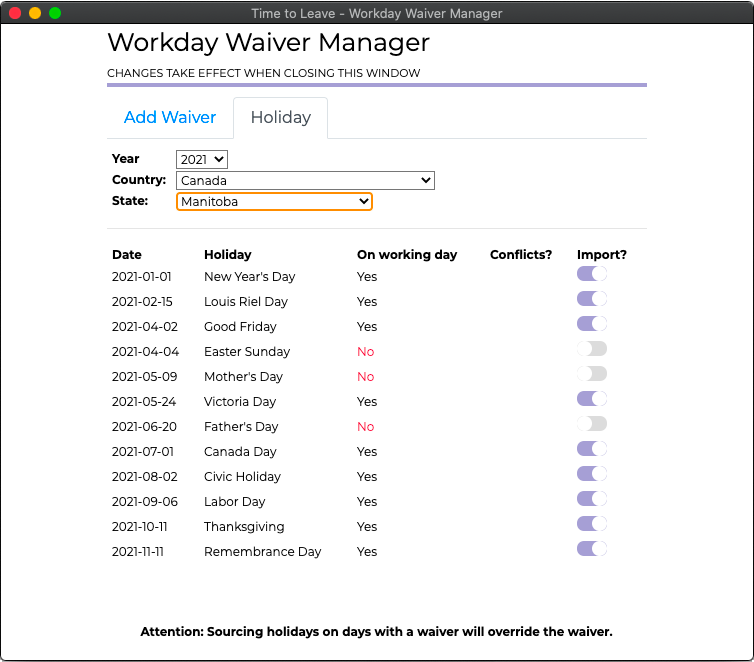 Time to Leave - Workday Waiver Manager
Workday Waiver Manager
CHANGES TAKE EFFECT WHEN CLOSING THIS WINDOW
Add Waiver Holiday
Year 2021
Country: Canada
State: Manitoba
Date Holiday On working day Conflicts? Import?
2021-01-01 New Year's Day Yes
2021-02-15 Louis Riel Day Yes
2021-04-02 Good Friday Yes
2021-04-04 Easter Sunday No
2021-05-09 Mother's Day No
2021-05-24 Victoria Day Yes
2021-06-20 Father's Day No
2021-07-01 Canada Day Yes
2021-08-02 Civic Holiday Yes
2021-09-06 Labor Day Yes
2021-10-11 Thanksgiving Yes
2021-11-11 Remembrance Day Yes
Attention: Sourcing holidays on days with a waiver will override the waiver.